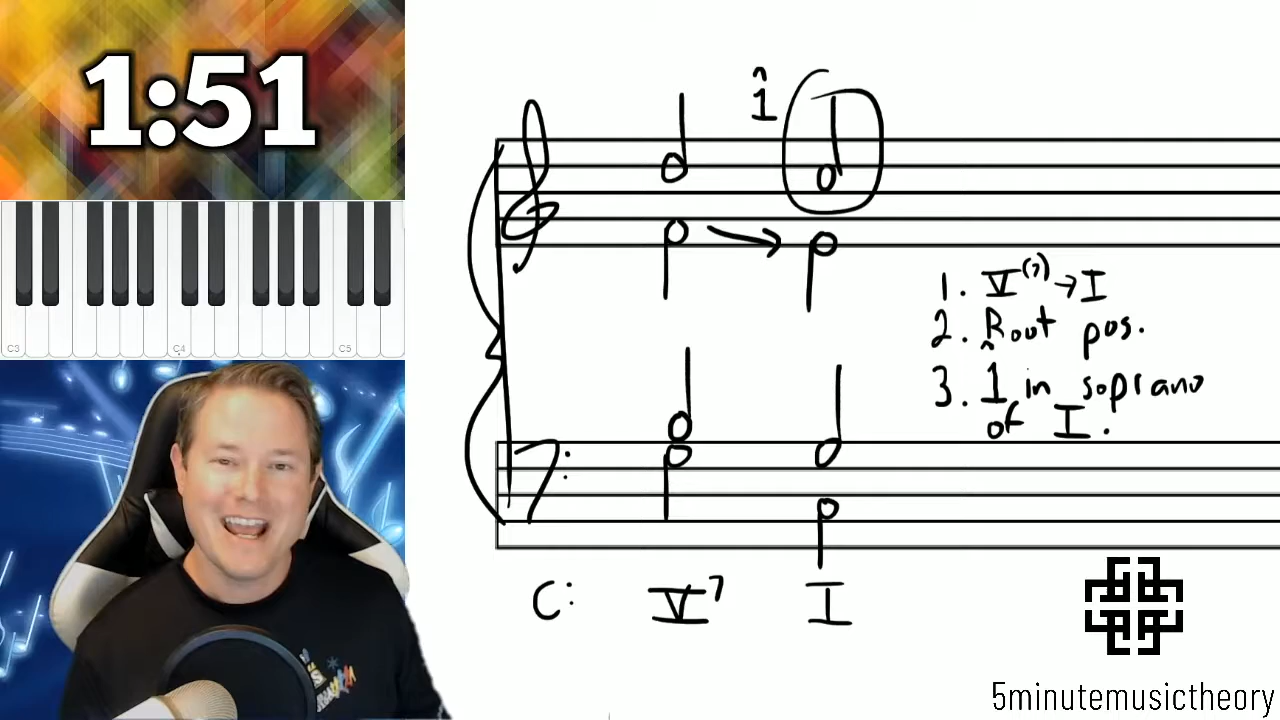 1:51
C3
C4
C5
1̂
1. V⁽⁷⁾→I
2. Root pos.
3. 1̂ in soprano
of I.
C: V⁷ I
5minutemusictheory